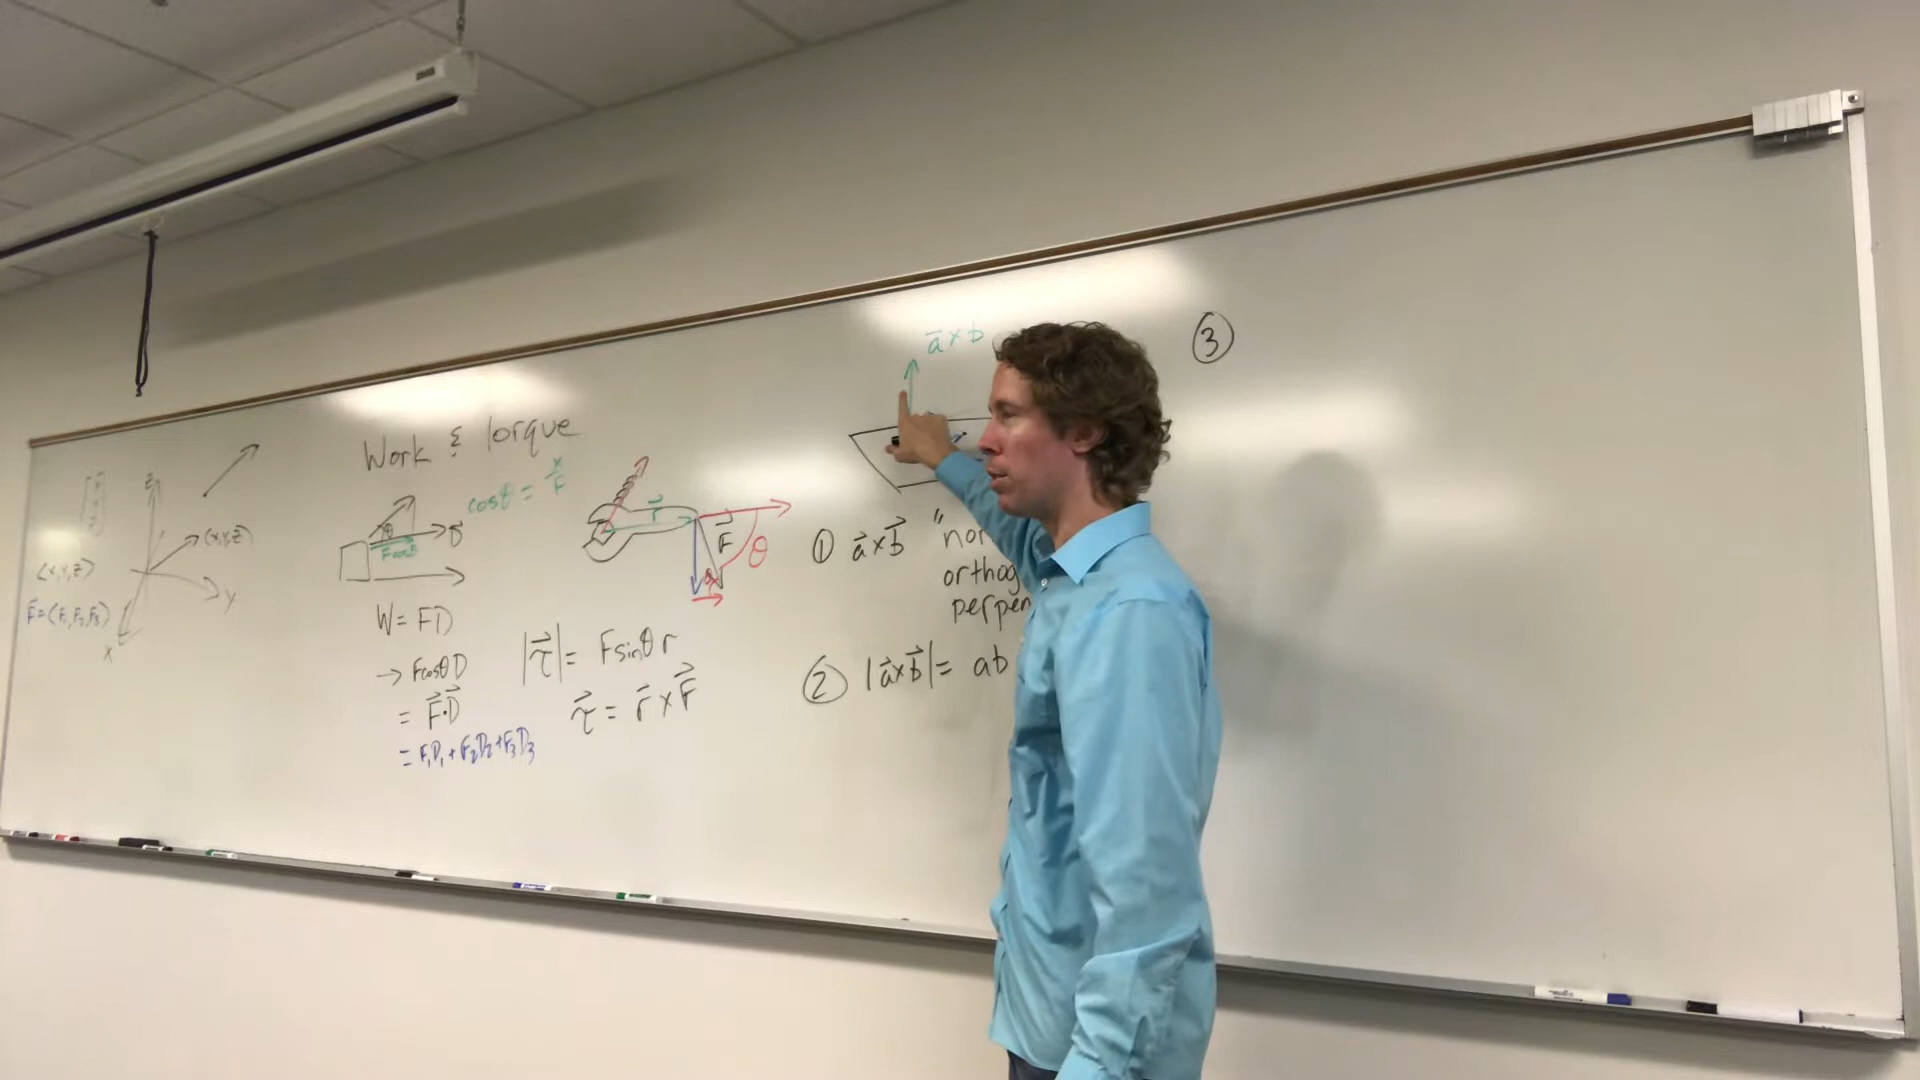 Z
(x,y,z)
⟨x,y,z⟩
F⃗=⟨F₁,F₂,F₃⟩
y
x
Work & Torque
cosθ = x/F
θ
D⃗
Fcosθ
W = FD
→ FcosθD
= F⃗·D⃗
= F₁D₁ + F₂D₂ + F₃D₃
r⃗
F⃗
θ
|τ⃗| = Fsinθ r
τ⃗ = r⃗ × F⃗
a⃗ × b
① a⃗×b⃗ "nor
orthog
perpen
② |a⃗×b⃗| = ab
③